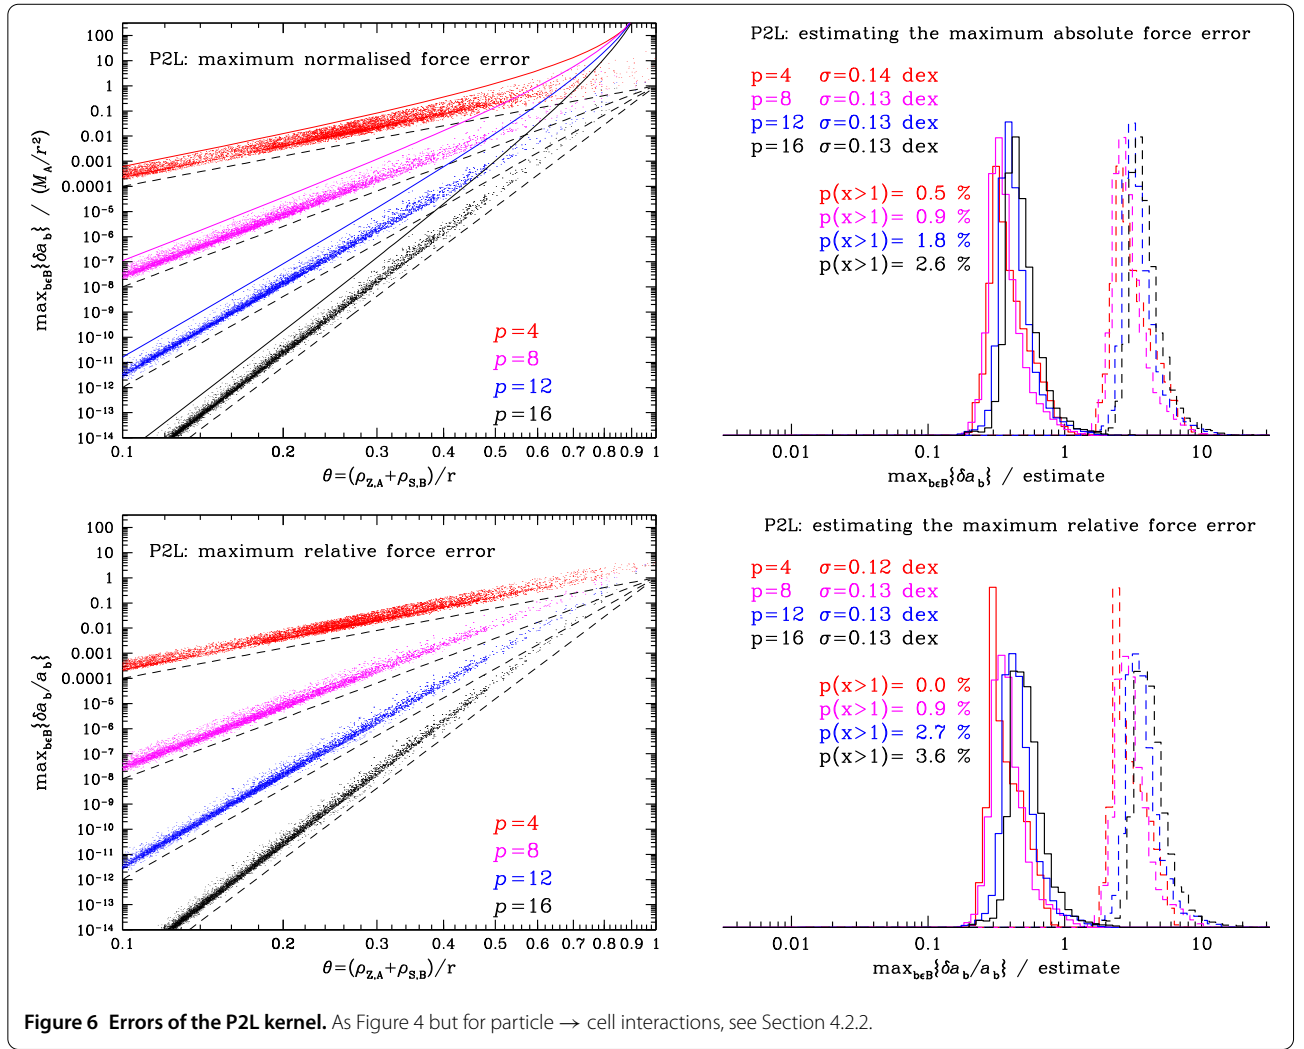 P2L: maximum normalised force error
max_{bϵB}{δa_b} / (M_A/r²)
100
10
1
0.1
0.01
0.001
0.0001
10⁻⁵
10⁻⁶
10⁻⁷
10⁻⁸
10⁻⁹
10⁻¹⁰
10⁻¹¹
10⁻¹²
10⁻¹³
10⁻¹⁴
p=4
p=8
p=12
p=16
0.1 0.2 0.3 0.4 0.5 0.6 0.7 0.8 0.9 1
θ=(ρ_{Z,A}+ρ_{S,B})/r
P2L: estimating the maximum absolute force error
p=4 σ=0.14 dex
p=8 σ=0.13 dex
p=12 σ=0.13 dex
p=16 σ=0.13 dex
p(x>1)= 0.5 %
p(x>1)= 0.9 %
p(x>1)= 1.8 %
p(x>1)= 2.6 %
0.01 0.1 1 10
max_{bϵB}{δa_b} / estimate
P2L: maximum relative force error
max_{bϵB}{δa_b/a_b}
100
10
1
0.1
0.01
0.001
0.0001
10⁻⁵
10⁻⁶
10⁻⁷
10⁻⁸
10⁻⁹
10⁻¹⁰
10⁻¹¹
10⁻¹²
10⁻¹³
10⁻¹⁴
p=4
p=8
p=12
p=16
0.1 0.2 0.3 0.4 0.5 0.6 0.7 0.8 0.9 1
θ=(ρ_{Z,A}+ρ_{S,B})/r
P2L: estimating the maximum relative force error
p=4 σ=0.12 dex
p=8 σ=0.13 dex
p=12 σ=0.13 dex
p=16 σ=0.13 dex
p(x>1)= 0.0 %
p(x>1)= 0.9 %
p(x>1)= 2.7 %
p(x>1)= 3.6 %
0.01 0.1 1 10
max_{bϵB}{δa_b/a_b} / estimate
Figure 6 Errors of the P2L kernel. As Figure 4 but for particle → cell interactions, see Section 4.2.2.